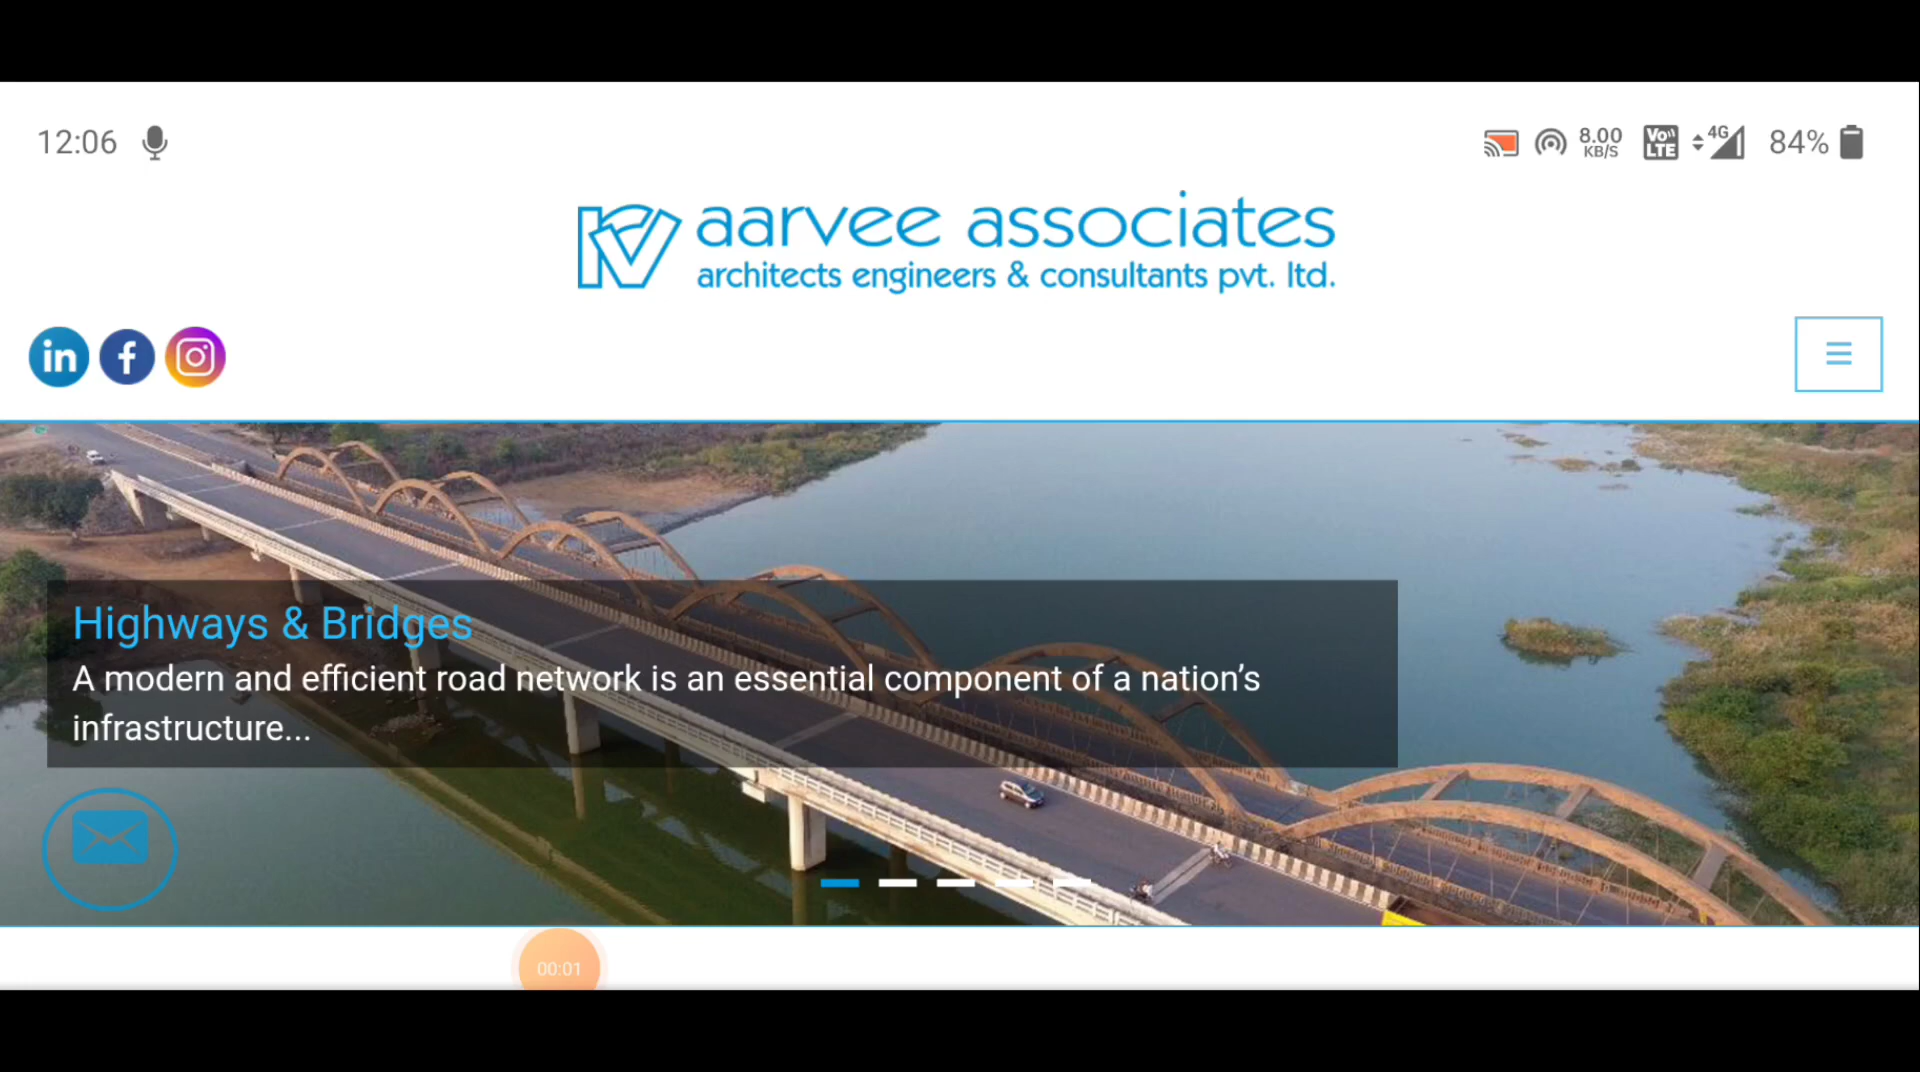 12:06
8.00
KB/S
Vo))
LTE
4G
84%
aarvee associates
architects engineers & consultants pvt. ltd.
in
f
Highways & Bridges
A modern and efficient road network is an essential component of a nation’s
infrastructure...
00:01